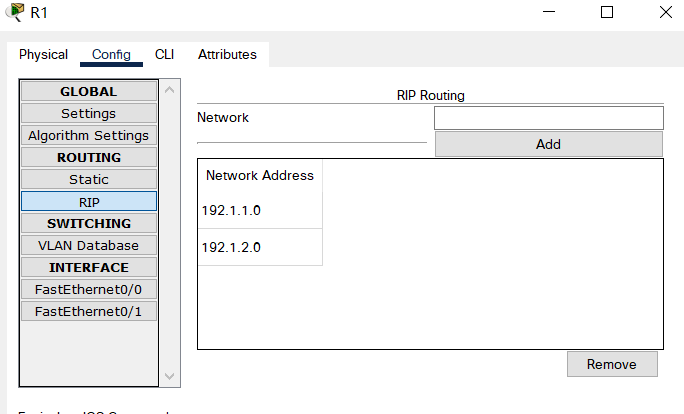 R1
Physical
Config
CLI
Attributes
GLOBAL
Settings
Algorithm Settings
ROUTING
Static
RIP
SWITCHING
VLAN Database
INTERFACE
FastEthernet0/0
FastEthernet0/1
RIP Routing
Network
Add
Network Address
192.1.1.0
192.1.2.0
Remove